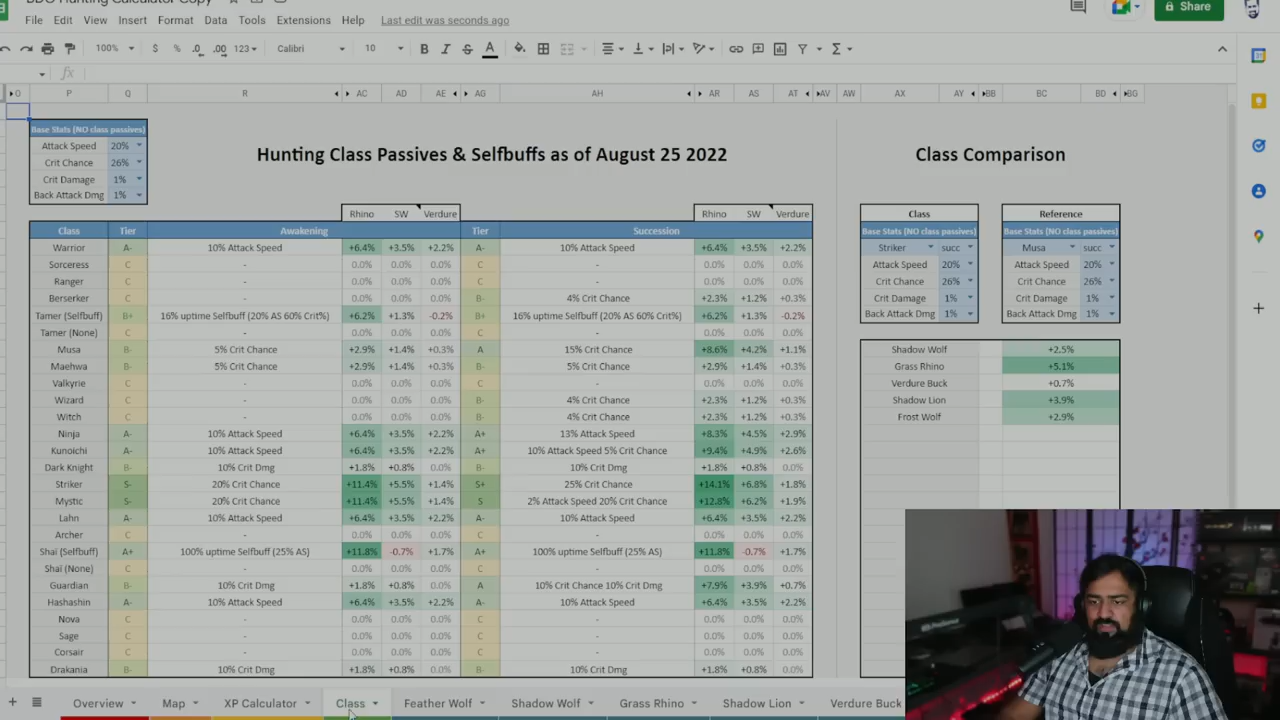 BDO Hunting Calculator Copy
File Edit View Insert Format Data Tools Extensions Help Last edit was seconds ago Share
100% $ % .0 .00 123 Calibri 10 B I S A
fx
O P Q R AC AD AE AG AH AR AS AT AV AW AX AY BB BC BD BG
Base Stats (NO class passives)
Attack Speed 20%
Crit Chance 26%
Crit Damage 1%
Back Attack Dmg 1%
Hunting Class Passives & Selfbuffs as of August 25 2022
Class Comparison
Rhino SW Verdure Rhino SW Verdure Class Reference
Class Tier Awakening Tier Succession
Warrior A- 10% Attack Speed +6.4% +3.5% +2.2% A- 10% Attack Speed +6.4% +3.5% +2.2%
Sorceress C - 0.0% 0.0% 0.0% C - 0.0% 0.0% 0.0%
Ranger C - 0.0% 0.0% 0.0% C - 0.0% 0.0% 0.0%
Berserker C - 0.0% 0.0% 0.0% B- 4% Crit Chance +2.3% +1.2% +0.3%
Tamer (Selfbuff) B+ 16% uptime Selfbuff (20% AS 60% Crit%) +6.2% +1.3% -0.2% B+ 16% uptime Selfbuff (20% AS 60% Crit%) +6.2% +1.3% -0.2%
Tamer (None) C - 0.0% 0.0% 0.0% C - 0.0% 0.0% 0.0%
Musa B- 5% Crit Chance +2.9% +1.4% +0.3% A 15% Crit Chance +8.6% +4.2% +1.1%
Maehwa B- 5% Crit Chance +2.9% +1.4% +0.3% B- 5% Crit Chance +2.9% +1.4% +0.3%
Valkyrie C - 0.0% 0.0% 0.0% C - 0.0% 0.0% 0.0%
Wizard C - 0.0% 0.0% 0.0% B- 4% Crit Chance +2.3% +1.2% +0.3%
Witch C - 0.0% 0.0% 0.0% B- 4% Crit Chance +2.3% +1.2% +0.3%
Ninja A- 10% Attack Speed +6.4% +3.5% +2.2% A+ 13% Attack Speed +8.3% +4.5% +2.9%
Kunoichi A- 10% Attack Speed +6.4% +3.5% +2.2% A+ 10% Attack Speed 5% Crit Chance +9.4% +4.9% +2.6%
Dark Knight B- 10% Crit Dmg +1.8% +0.8% 0.0% B- 10% Crit Dmg +1.8% +0.8% 0.0%
Striker S- 20% Crit Chance +11.4% +5.5% +1.4% S+ 25% Crit Chance +14.1% +6.8% +1.8%
Mystic S- 20% Crit Chance +11.4% +5.5% +1.4% S 2% Attack Speed 20% Crit Chance +12.8% +6.2% +1.9%
Lahn A- 10% Attack Speed +6.4% +3.5% +2.2% A- 10% Attack Speed +6.4% +3.5% +2.2%
Archer C - 0.0% 0.0% 0.0% C - 0.0% 0.0% 0.0%
Shai (Selfbuff) A+ 100% uptime Selfbuff (25% AS) +11.8% -0.7% +1.7% A+ 100% uptime Selfbuff (25% AS) +11.8% -0.7% +1.7%
Shai (None) C - 0.0% 0.0% 0.0% C - 0.0% 0.0% 0.0%
Guardian B- 10% Crit Dmg +1.8% +0.8% 0.0% A 10% Crit Chance 10% Crit Dmg +7.9% +3.9% +0.7%
Hashashin A- 10% Attack Speed +6.4% +3.5% +2.2% A- 10% Attack Speed +6.4% +3.5% +2.2%
Nova C - 0.0% 0.0% 0.0% C - 0.0% 0.0% 0.0%
Sage C - 0.0% 0.0% 0.0% C - 0.0% 0.0% 0.0%
Corsair C - 0.0% 0.0% 0.0% C - 0.0% 0.0% 0.0%
Drakania B- 10% Crit Dmg +1.8% +0.8% 0.0% B- 10% Crit Dmg +1.8% +0.8% 0.0%
Base Stats (NO class passives) Base Stats (NO class passives)
Striker succ Musa succ
Attack Speed 20% Attack Speed 20%
Crit Chance 26% Crit Chance 26%
Crit Damage 1% Crit Damage 1%
Back Attack Dmg 1% Back Attack Dmg 1%
Shadow Wolf +2.5%
Grass Rhino +5.1%
Verdure Buck +0.7%
Shadow Lion +3.9%
Frost Wolf +2.9%
Overview Map XP Calculator Class Feather Wolf Shadow Wolf Grass Rhino Shadow Lion Verdure Buck